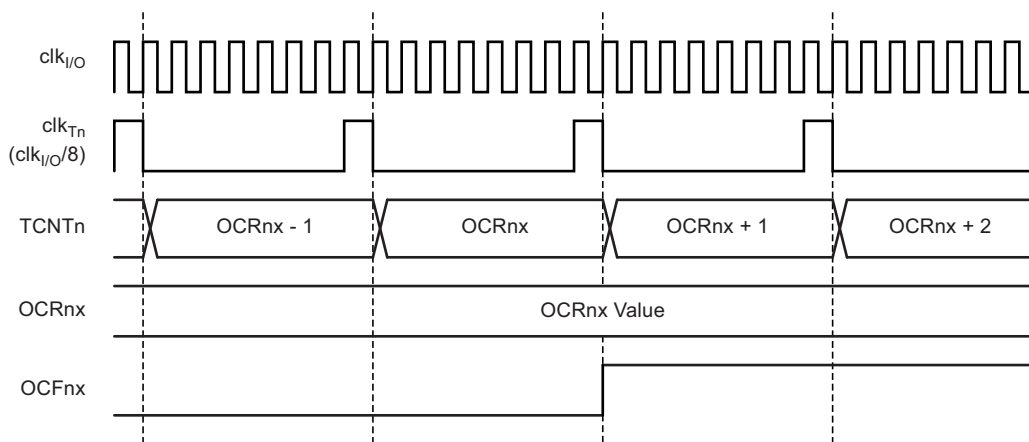 clkI/O
clkTn
(clkI/O/8)
TCNTn
OCRnx - 1 OCRnx OCRnx + 1 OCRnx + 2
OCRnx
OCRnx Value
OCFnx